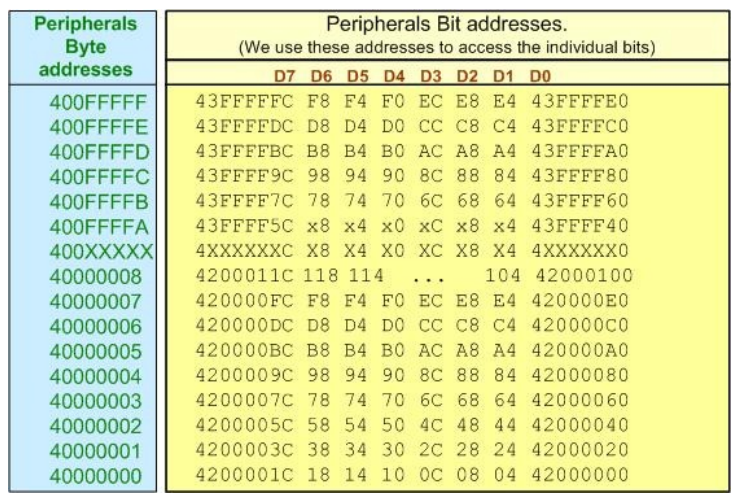 Peripherals Byte addresses
Peripherals Bit addresses.
(We use these addresses to access the individual bits)
D7 D6 D5 D4 D3 D2 D1 D0
400FFFFF 43FFFFFC F8 F4 F0 EC E8 E4 43FFFFE0
400FFFFE 43FFFFDC D8 D4 D0 CC C8 C4 43FFFFC0
400FFFFD 43FFFFBC B8 B4 B0 AC A8 A4 43FFFFA0
400FFFFC 43FFFF9C 98 94 90 8C 88 84 43FFFF80
400FFFFB 43FFFF7C 78 74 70 6C 68 64 43FFFF60
400FFFFA 43FFFF5C x8 x4 x0 xC x8 x4 43FFFF40
400XXXXX 4XXXXXXC X8 X4 X0 XC X8 X4 4XXXXXX0
40000008 4200011C 118 114 ... 104 42000100
40000007 420000FC F8 F4 F0 EC E8 E4 420000E0
40000006 420000DC D8 D4 D0 CC C8 C4 420000C0
40000005 420000BC B8 B4 B0 AC A8 A4 420000A0
40000004 4200009C 98 94 90 8C 88 84 42000080
40000003 4200007C 78 74 70 6C 68 64 42000060
40000002 4200005C 58 54 50 4C 48 44 42000040
40000001 4200003C 38 34 30 2C 28 24 42000020
40000000 4200001C 18 14 10 0C 08 04 42000000